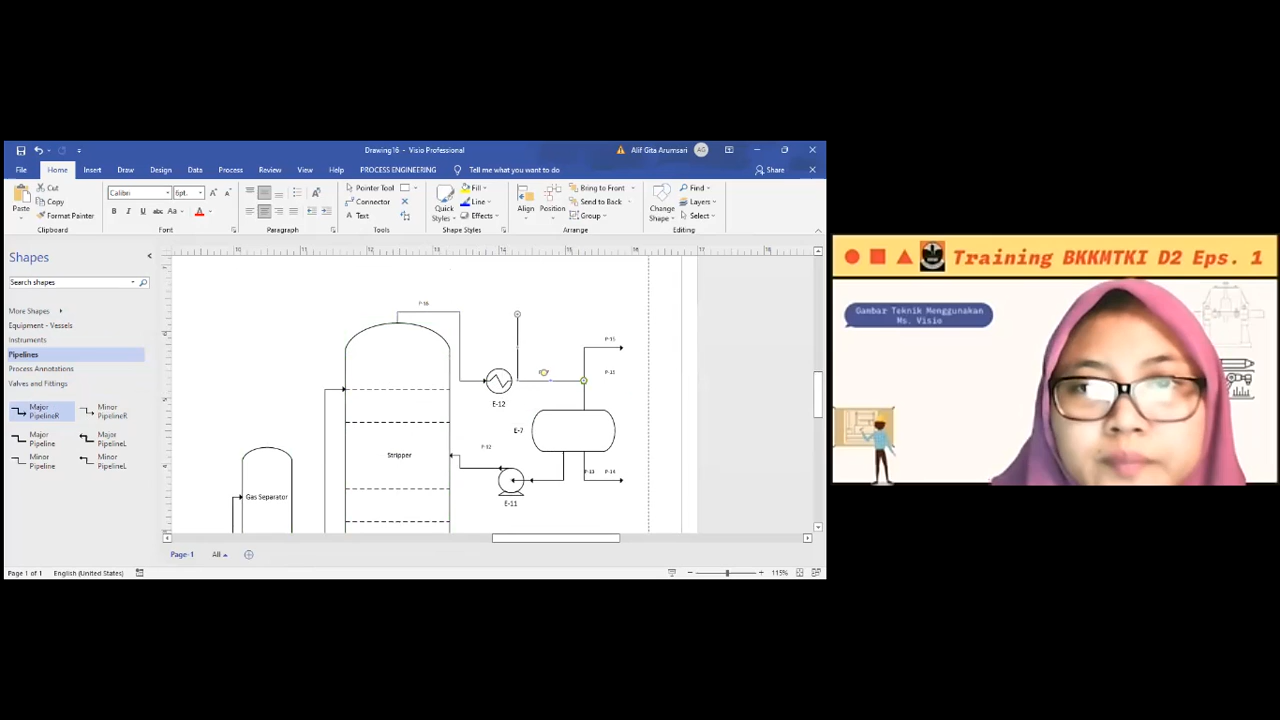 Drawing16 - Visio Professional
Alif Gita Arumsari
AG
File
Home
Insert
Draw
Design
Data
Process
Review
View
Help
PROCESS ENGINEERING
Tell me what you want to do
Share
Paste
Cut
Copy
Format Painter
Clipboard
Calibri
6pt.
B
I
U
Font
Paragraph
Pointer Tool
Connector
Text
Tools
Quick Styles
Fill
Line
Effects
Shape Styles
Align
Position
Bring to Front
Send to Back
Group
Arrange
Change Shape
Find
Layers
Select
Editing
Shapes
Search shapes
More Shapes
Equipment - Vessels
Instruments
Pipelines
Process Annotations
Valves and Fittings
Major PipelineR
Minor PipelineR
Major Pipeline
Major PipelineL
Minor Pipeline
Minor PipelineL
E-12
E-7
Stripper
E-11
Gas Separator
P-15
Page-1
All
Page 1 of 1
English (United States)
115%
Training BKKMTKI D2 Eps. 1
Gambar Teknik Menggunakan
Ms. Visio